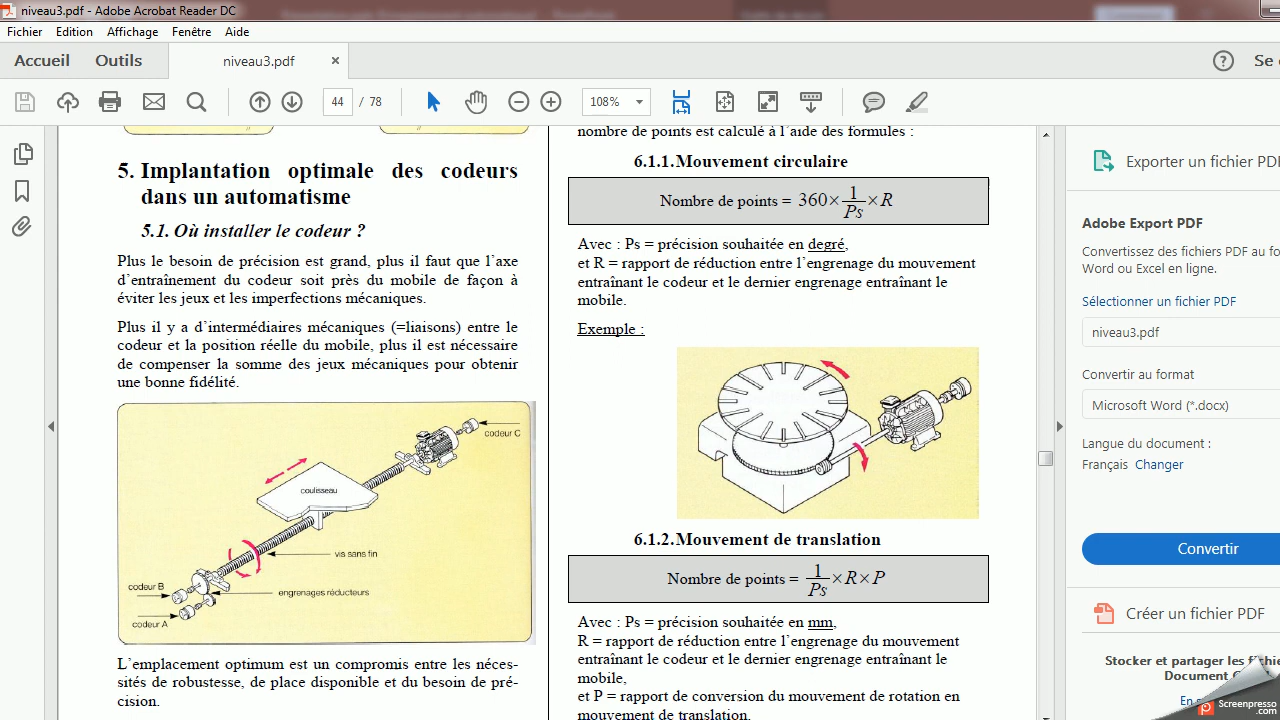 niveau3.pdf - Adobe Acrobat Reader DC
Fichier Edition Affichage Fenêtre Aide
Accueil Outils niveau3.pdf × ? Se
44 / 78 108%
5. Implantation optimale des codeurs
dans un automatisme
5.1. Où installer le codeur ?
Plus le besoin de précision est grand, plus il faut que l'axe
d'entraînement du codeur soit près du mobile de façon à
éviter les jeux et les imperfections mécaniques.
Plus il y a d'intermédiaires mécaniques (=liaisons) entre le
codeur et la position réelle du mobile, plus il est nécessaire
de compenser la somme des jeux mécaniques pour obtenir
une bonne fidélité.
codeur C
coulisseau
vis sans fin
codeur B
engrenages réducteurs
codeur A
L'emplacement optimum est un compromis entre les néces-
sités de robustesse, de place disponible et du besoin de pré-
cision.
nombre de points est calculé à l'aide des formules :
6.1.1.Mouvement circulaire
Nombre de points = 360×1/Ps×R
Avec : Ps = précision souhaitée en degré,
et R = rapport de réduction entre l'engrenage du mouvement
entraînant le codeur et le dernier engrenage entraînant le
mobile.
Exemple :
6.1.2.Mouvement de translation
Nombre de points = 1/Ps×R×P
Avec : Ps = précision souhaitée en mm,
R = rapport de réduction entre l'engrenage du mouvement
entraînant le codeur et le dernier engrenage entraînant le
mobile,
et P = rapport de conversion du mouvement de rotation en
mouvement de translation.
Exporter un fichier PDF
Adobe Export PDF
Convertissez des fichiers PDF au fo
Word ou Excel en ligne.
Sélectionner un fichier PDF
niveau3.pdf
Convertir au format
Microsoft Word (*.docx)
Langue du document :
Français Changer
Convertir
Créer un fichier PDF
Stocker et partager les fichie
Document
En
Screenpresso
.com